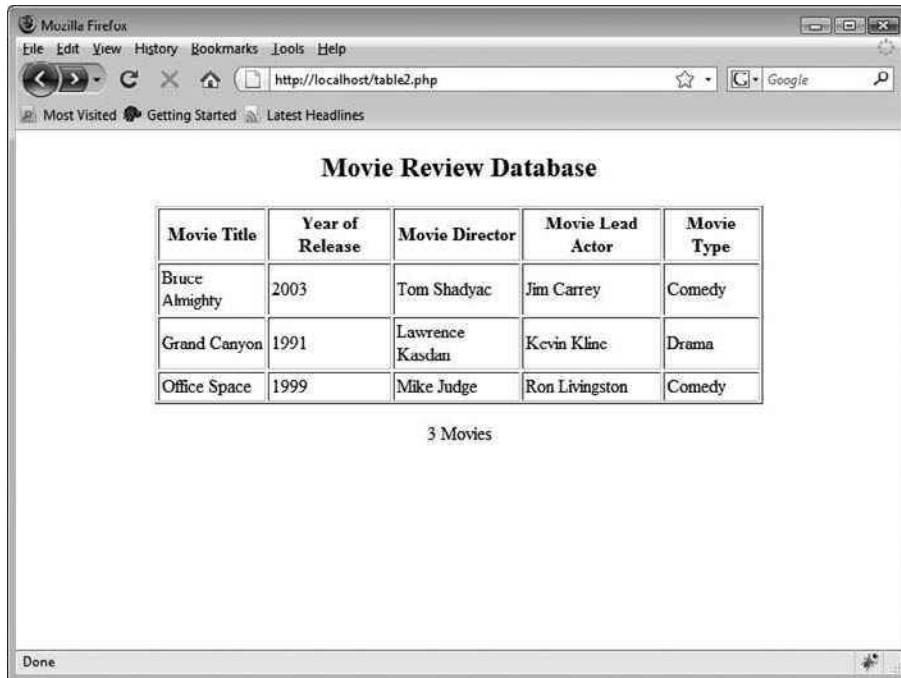 Mozilla Firefox
File Edit View History Bookmarks Tools Help
http://localhost/table2.php
G Google
Most Visited Getting Started Latest Headlines
Movie Review Database
Movie Title Year of Release Movie Director Movie Lead Actor Movie Type
Bruce Almighty 2003 Tom Shadyac Jim Carrey Comedy
Grand Canyon 1991 Lawrence Kasdan Kevin Kline Drama
Office Space 1999 Mike Judge Ron Livingston Comedy
3 Movies
Done